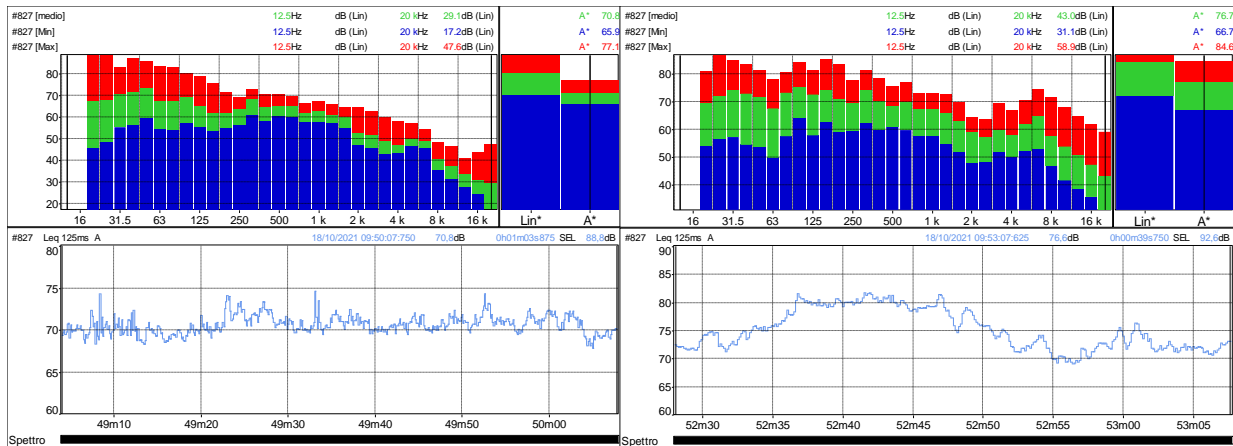 #827 [medio] 12.5Hz dB (Lin) 20 kHz 29.1dB (Lin) A* 70.8
#827 [Min] 12.5Hz dB (Lin) 20 kHz 17.2dB (Lin) A* 65.9
#827 [Max] 12.5Hz dB (Lin) 20 kHz 47.6dB (Lin) A* 77.1
80
70
60
50
40
30
20
16 31.5 63 125 250 500 1 k 2 k 4 k 8 k 16 k Lin* A*
#827 Leq 125ms A 18/10/2021 09:50:07:750 70,8dB 0h01m03s875 SEL 88,8dB
80
75
70
65
60
49m10 49m20 49m30 49m40 49m50 50m00
Spettro
#827 [medio] 12.5Hz dB (Lin) 20 kHz 43.0dB (Lin) A* 76.7
#827 [Min] 12.5Hz dB (Lin) 20 kHz 31.1dB (Lin) A* 66.7
#827 [Max] 12.5Hz dB (Lin) 20 kHz 58.9dB (Lin) A* 84.6
80
70
60
50
40
16 31.5 63 125 250 500 1 k 2 k 4 k 8 k 16 k Lin* A*
#827 Leq 125ms A 18/10/2021 09:53:07:625 76,6dB 0h00m39s750 SEL 92,6dB
90
85
80
75
70
65
60
52m30 52m35 52m40 52m45 52m50 52m55 53m00 53m05
Spettro